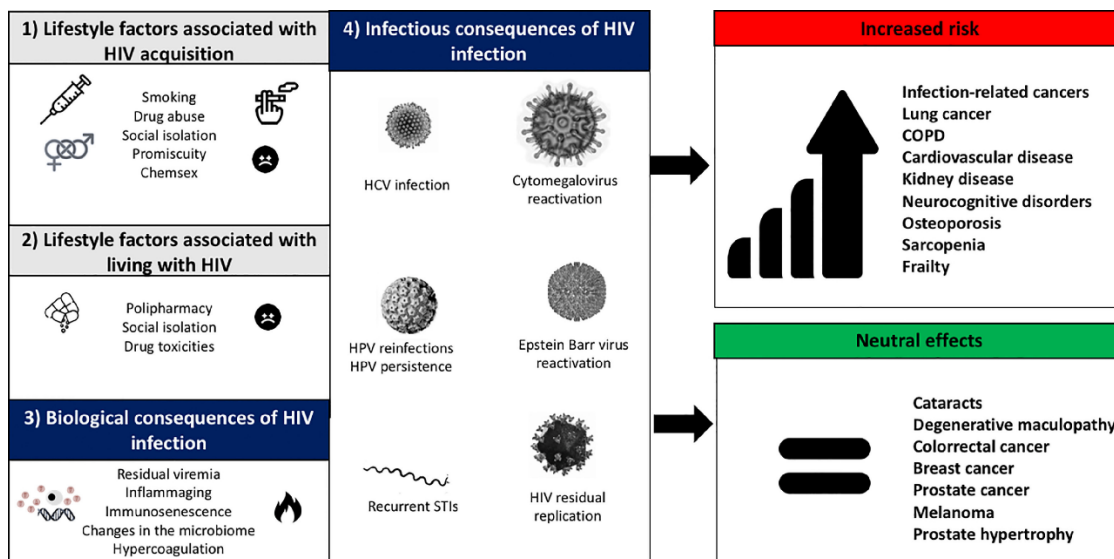 1) Lifestyle factors associated with
HIV acquisition
Smoking
Drug abuse
Social isolation
Promiscuity
Chemsex
2) Lifestyle factors associated with
living with HIV
Polipharmacy
Social isolation
Drug toxicities
3) Biological consequences of HIV
infection
Residual viremia
Inflammaging
Immunosenescence
Changes in the microbiome
Hypercoagulation
4) Infectious consequences of HIV
infection
HCV infection
Cytomegalovirus
reactivation
HPV reinfections
HPV persistence
Epstein Barr virus
reactivation
Recurrent STIs
HIV residual
replication
Increased risk
Infection-related cancers
Lung cancer
COPD
Cardiovascular disease
Kidney disease
Neurocognitive disorders
Osteoporosis
Sarcopenia
Frailty
Neutral effects
Cataracts
Degenerative maculopathy
Colorrectal cancer
Breast cancer
Prostate cancer
Melanoma
Prostate hypertrophy